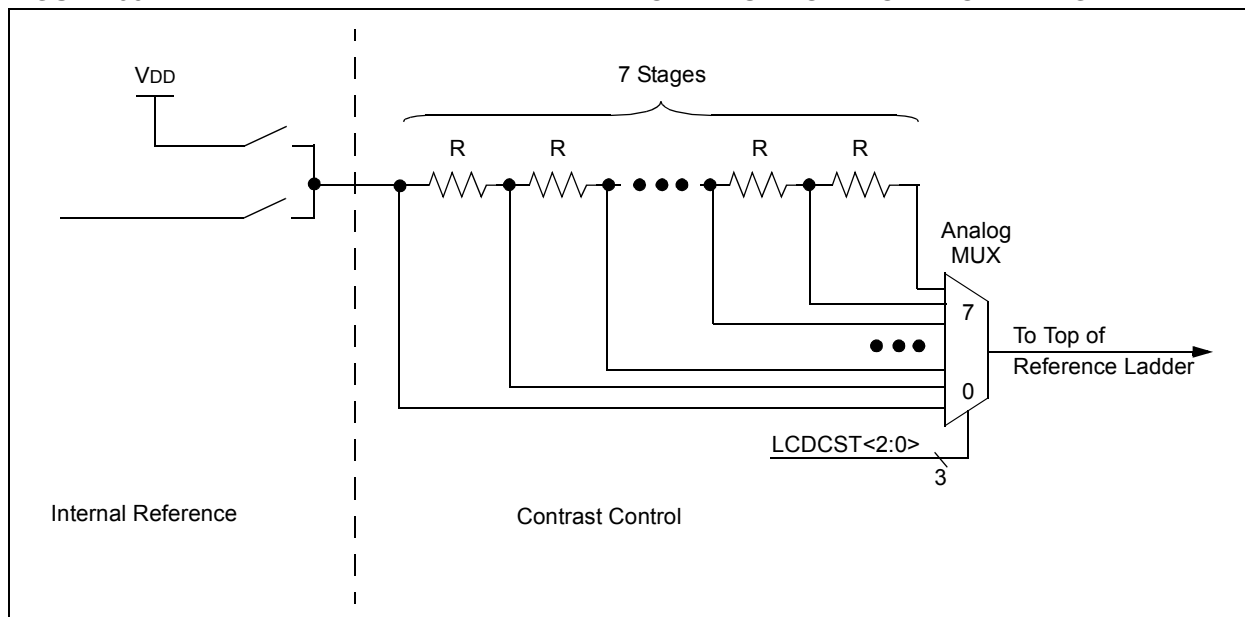 VDD
7 Stages
R
R
R
R
Analog
MUX
7
0
To Top of
Reference Ladder
LCDCST<2:0>
3
Internal Reference
Contrast Control